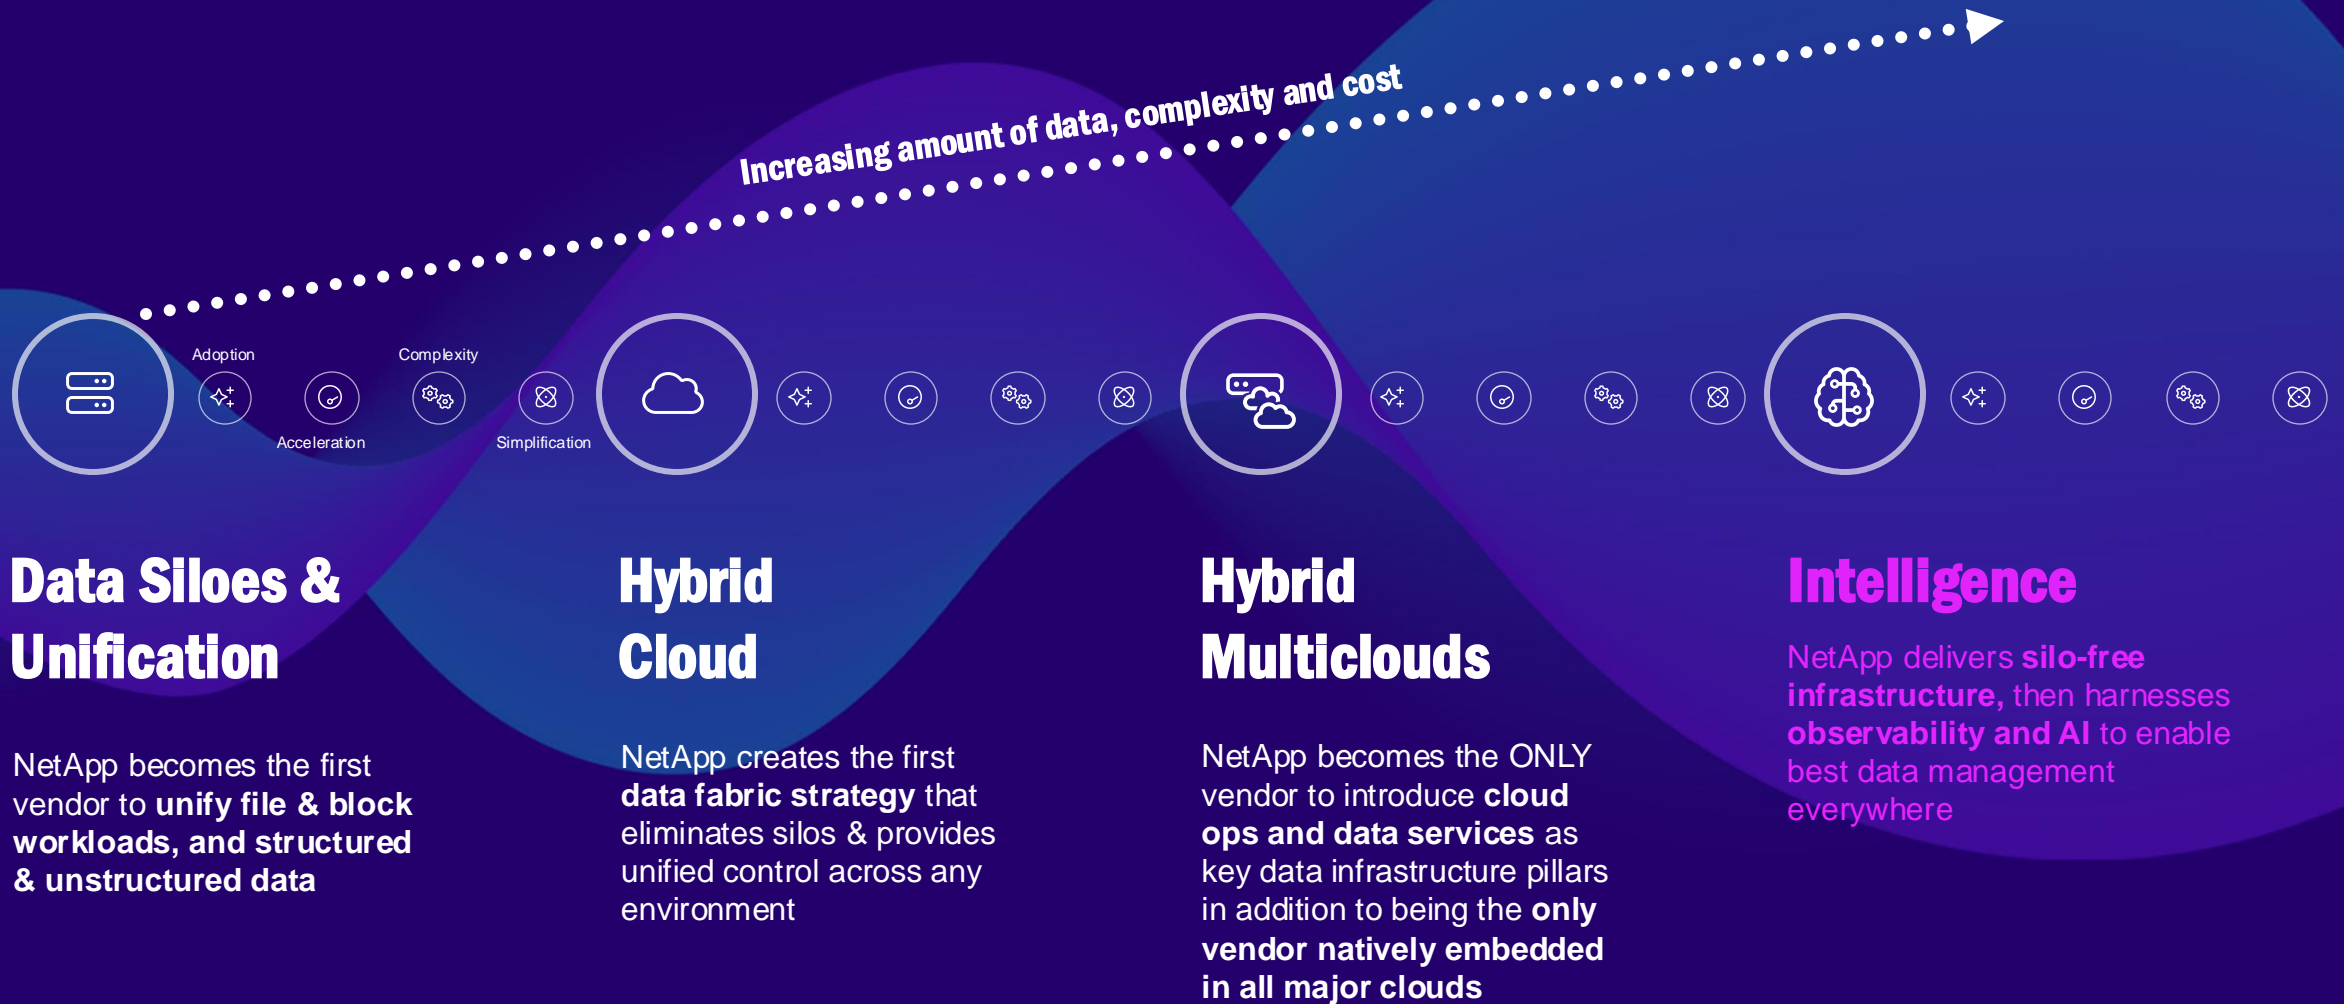 Increasing amount of data, complexity and cost
Adoption
Acceleration
Complexity
Simplification
Data Siloes &
Unification
NetApp becomes the first
vendor to unify file & block
workloads, and structured
& unstructured data
Hybrid
Cloud
NetApp creates the first
data fabric strategy that
eliminates silos & provides
unified control across any
environment
Hybrid
Multiclouds
NetApp becomes the ONLY
vendor to introduce cloud
ops and data services as
key data infrastructure pillars
in addition to being the only
vendor natively embedded
in all major clouds
Intelligence
NetApp delivers silo-free
infrastructure, then harnesses
observability and AI to enable
best data management
everywhere